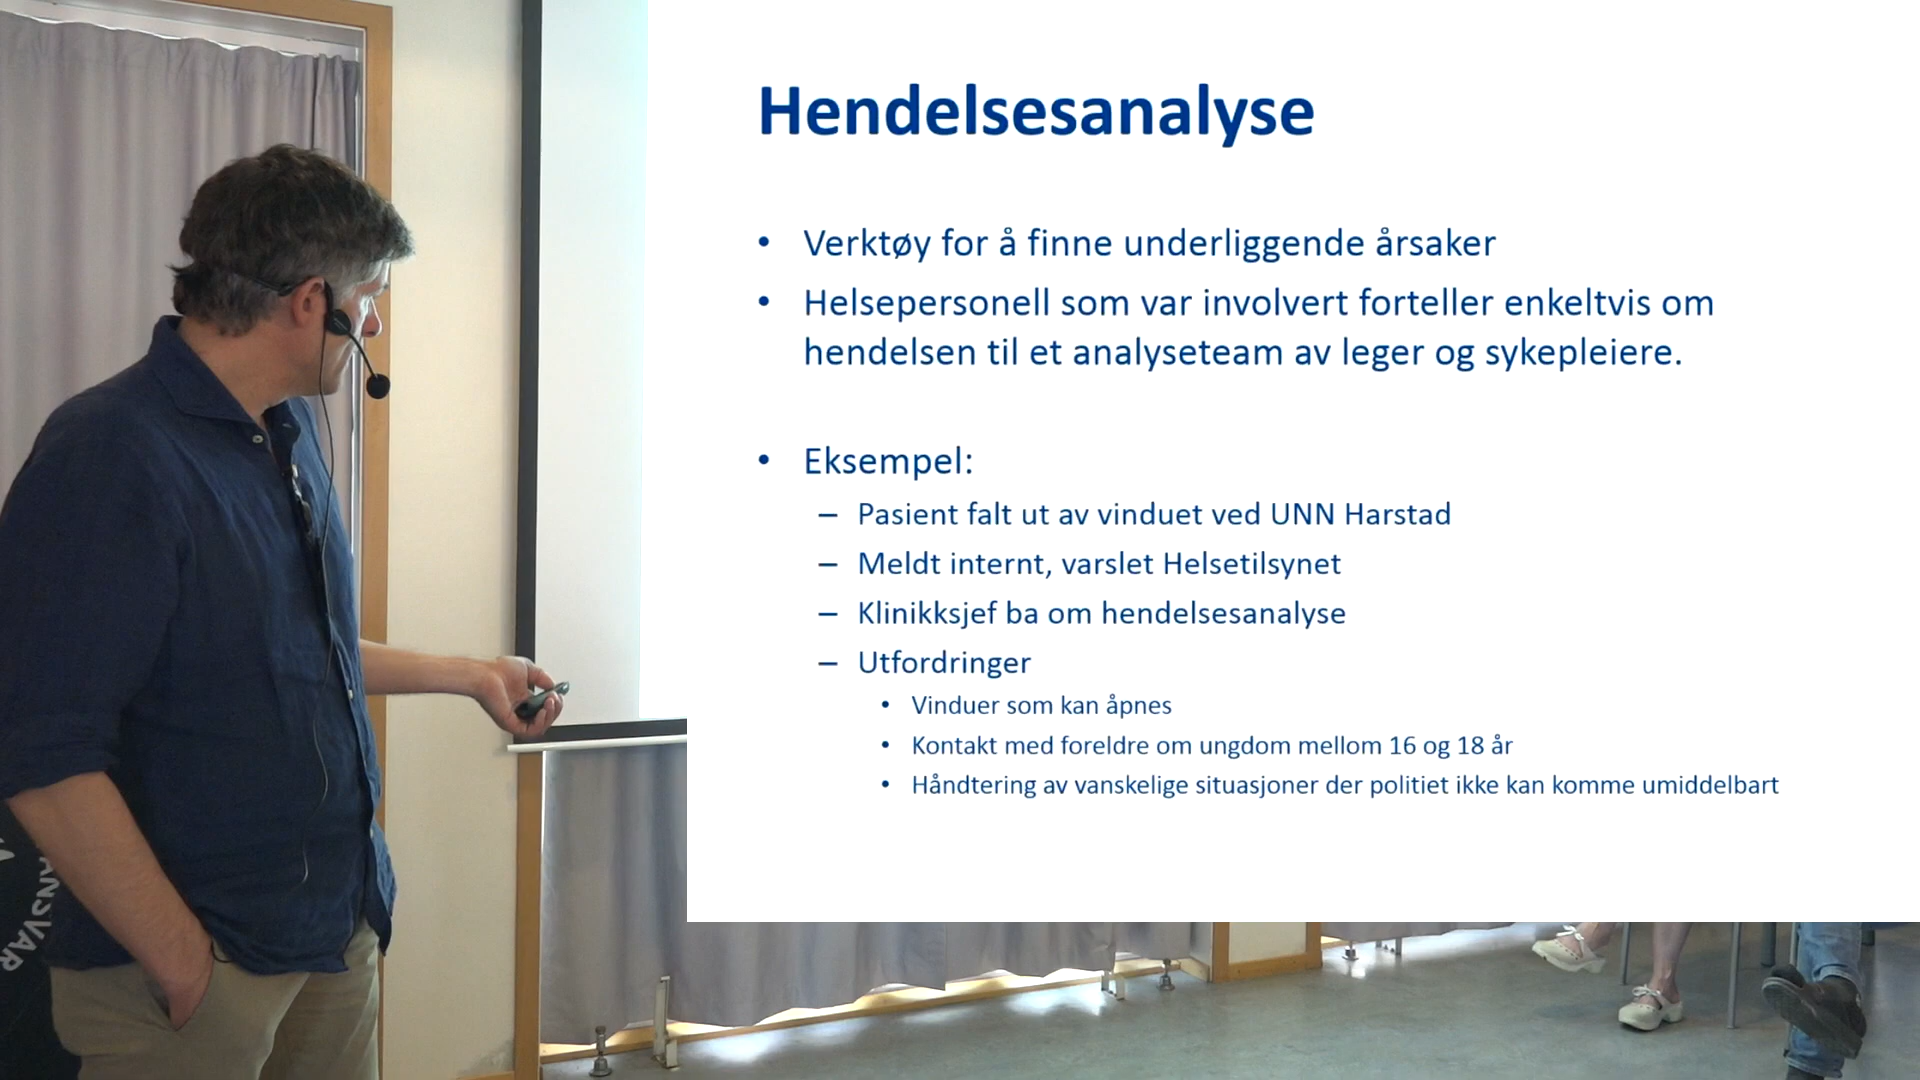 Hendelsesanalyse
• Verktøy for å finne underliggende årsaker
• Helsepersonell som var involvert forteller enkeltvis om
hendelsen til et analyseteam av leger og sykepleiere.
• Eksempel:
– Pasient falt ut av vinduet ved UNN Harstad
– Meldt internt, varslet Helsetilsynet
– Klinikksjef ba om hendelsesanalyse
– Utfordringer
• Vinduer som kan åpnes
• Kontakt med foreldre om ungdom mellom 16 og 18 år
• Håndtering av vanskelige situasjoner der politiet ikke kan komme umiddelbart
ANSVAR